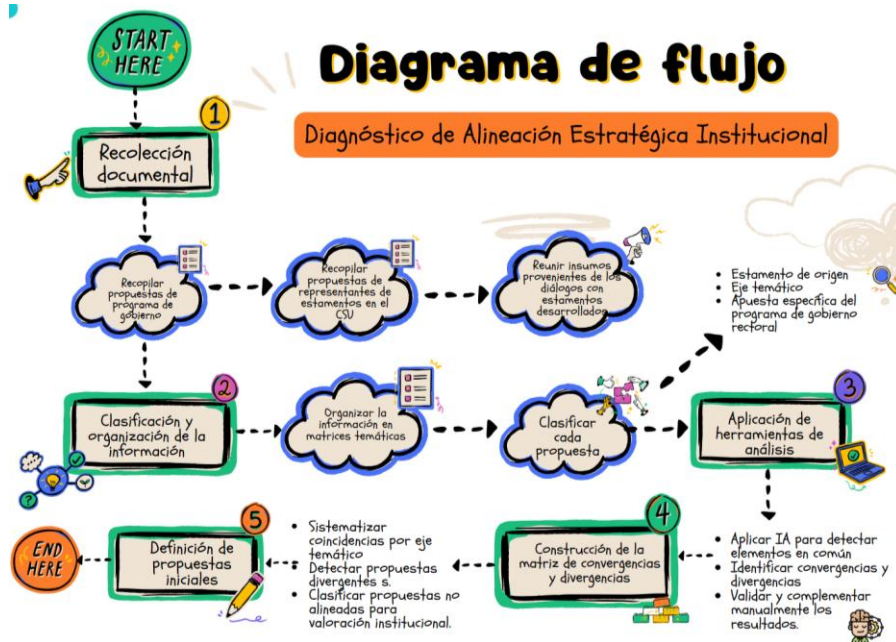 START
HERE
Diagrama de flujo
Diagnóstico de Alineación Estratégica Institucional
1
Recolección
documental
Recopilar
propuestas de
programa de
gobierno
Recopilar
propuestas de
representantes de
estamentos en el
CSU
Reunir insumos
provenientes de los
diálogos con
estamentos
desarrollados
• Estamento de origen
• Eje temático
• Apuesta específica del
programa de gobierno
rectoral
2
Clasificación y
organización de la
información
Organizar la
información en
matrices temáticas
Clasificar
cada
propuesta
3
Aplicación de
herramientas de
análisis
• Aplicar IA para detectar
elementos en común
• Identificar convergencias y
divergencias
• Validar y complementar
manualmente los
resultados.
4
Construcción de la
matriz de convergencias
y divergencias
• Sistematizar
coincidencias por eje
temático
• Detectar propuestas
divergentes s.
• Clasificar propuestas no
alineadas para
valoración institucional.
5
Definición de
propuestas
iniciales
END
HERE